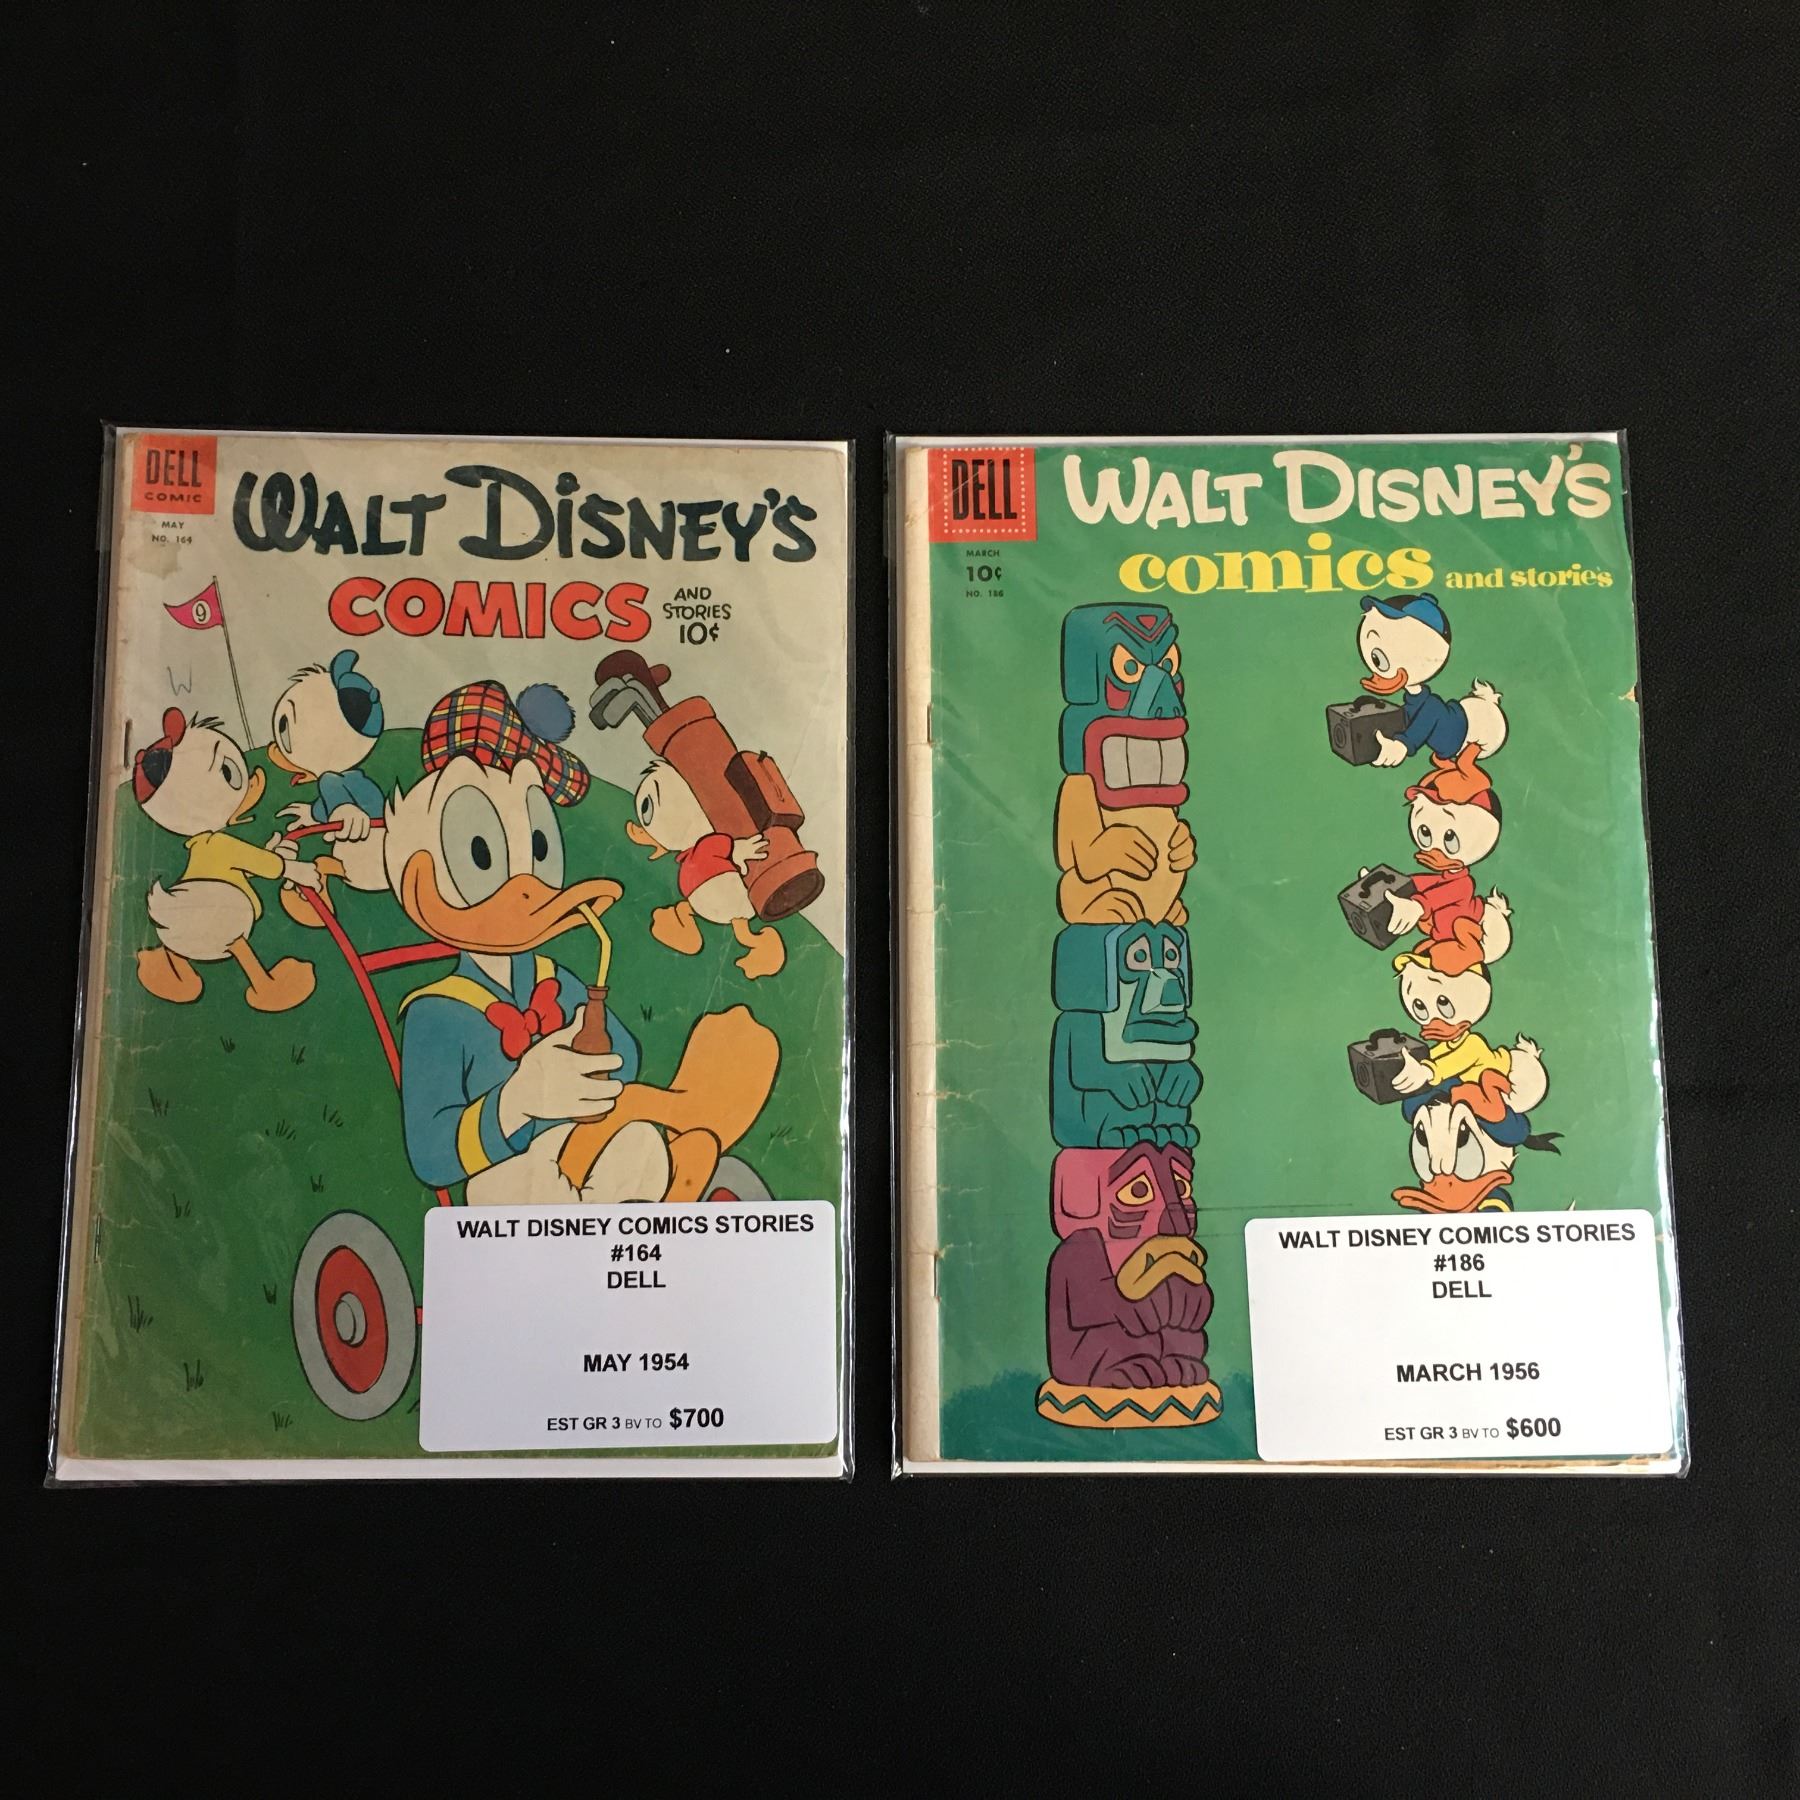 DELL
COMIC
MAY
NO. 164
WALT DISNEY'S
COMICS
AND
STORIES
10¢
9
W
WALT DISNEY COMICS STORIES
#164
DELL
MAY 1954
EST GR 3 BV TO $700
DELL
MARCH
10¢
NO. 186
WALT DISNEY'S
comics and stories
WALT DISNEY COMICS STORIES
#186
DELL
MARCH 1956
EST GR 3 BV TO $600